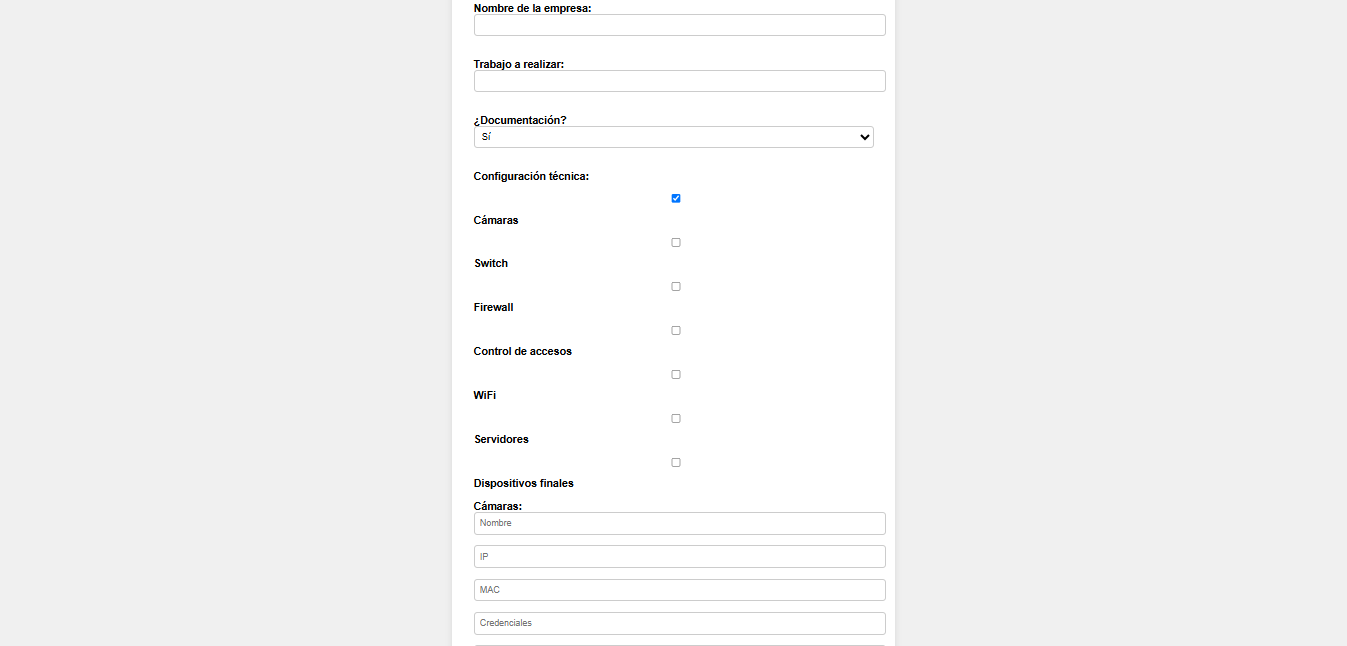 Nombre de la empresa:
Trabajo a realizar:
¿Documentación?
Sí
Configuración técnica:
Cámaras
Switch
Firewall
Control de accesos
WiFi
Servidores
Dispositivos finales
Cámaras:
Nombre
IP
MAC
Credenciales